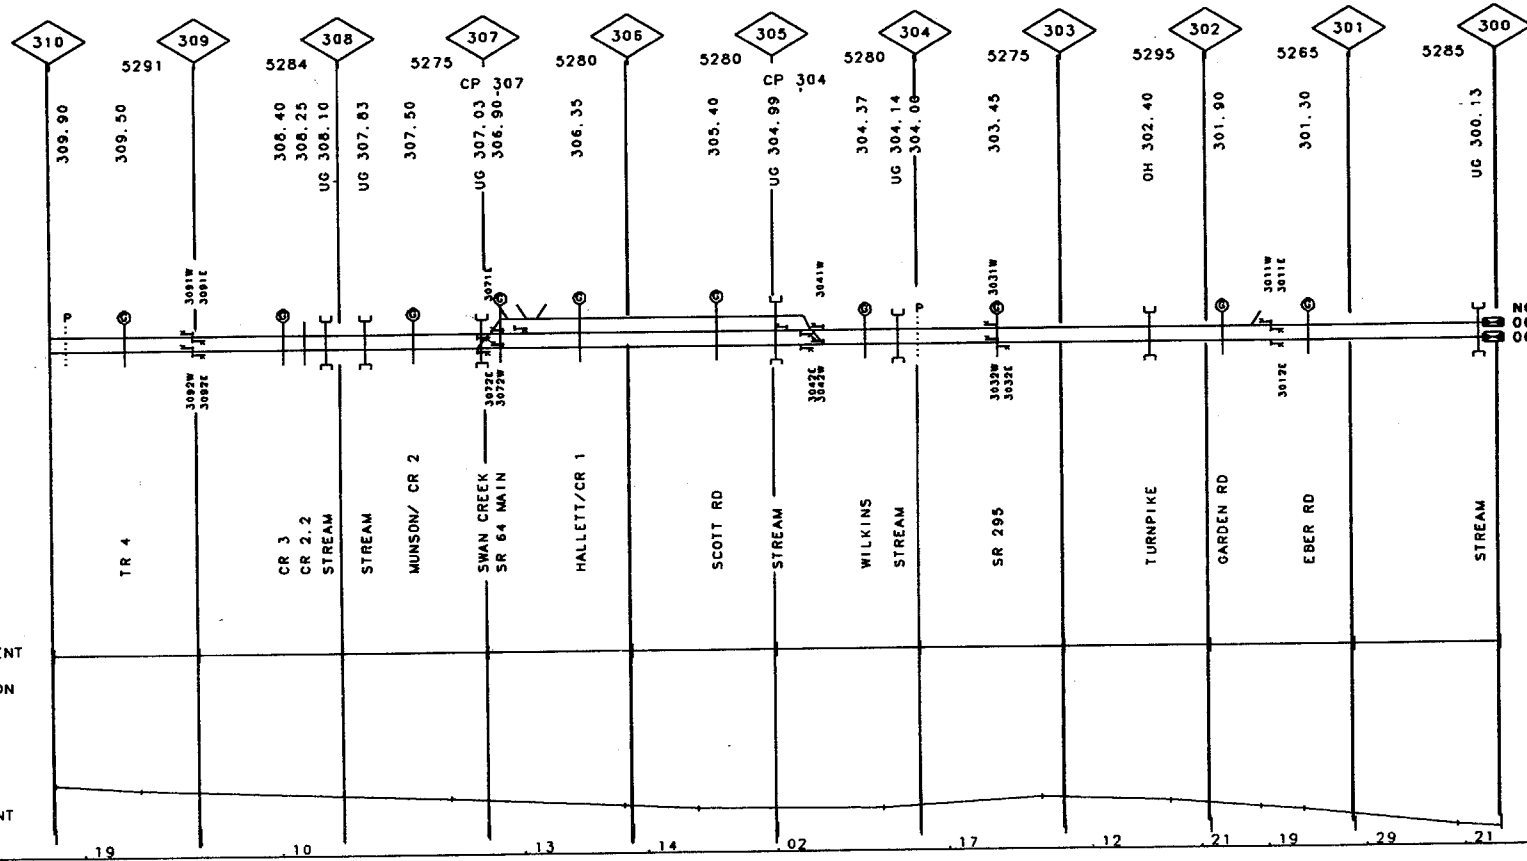 310 309 308 307 306 305 304 303 302 301 300
5291 5284 5275 5280 5280 5280 5275 5295 5265 5285
CP 307 CP 304
309.90
309.50
308.40
308.25
UG 308.10
UG 307.83
307.50
UG 307.03
306.90
306.35
305.40
UG 304.99
304.37
UG 304.14
304.00
303.45
OH 302.40
301.90
301.30
UG 300.13
3091W
3091E
3071E
3041W
3031W
3011W
3011E
P
G G G G G G G G G G
P
3092W
3092E
3072E
3072W
3042E
3042W
3032W
3032E
3012E
TR 4
CR 3
CR 2.2
STREAM
STREAM
MUNSON/ CR 2
SWAN CREEK
SR 64 MAIN
HALLETT/CR 1
SCOTT RD
STREAM
WILKINS
STREAM
SR 295
TURNPIKE
GARDEN RD
EBER RD
STREAM
.19 .10 .13 .14 .02 .17 .12 .21 .19 .29 .21